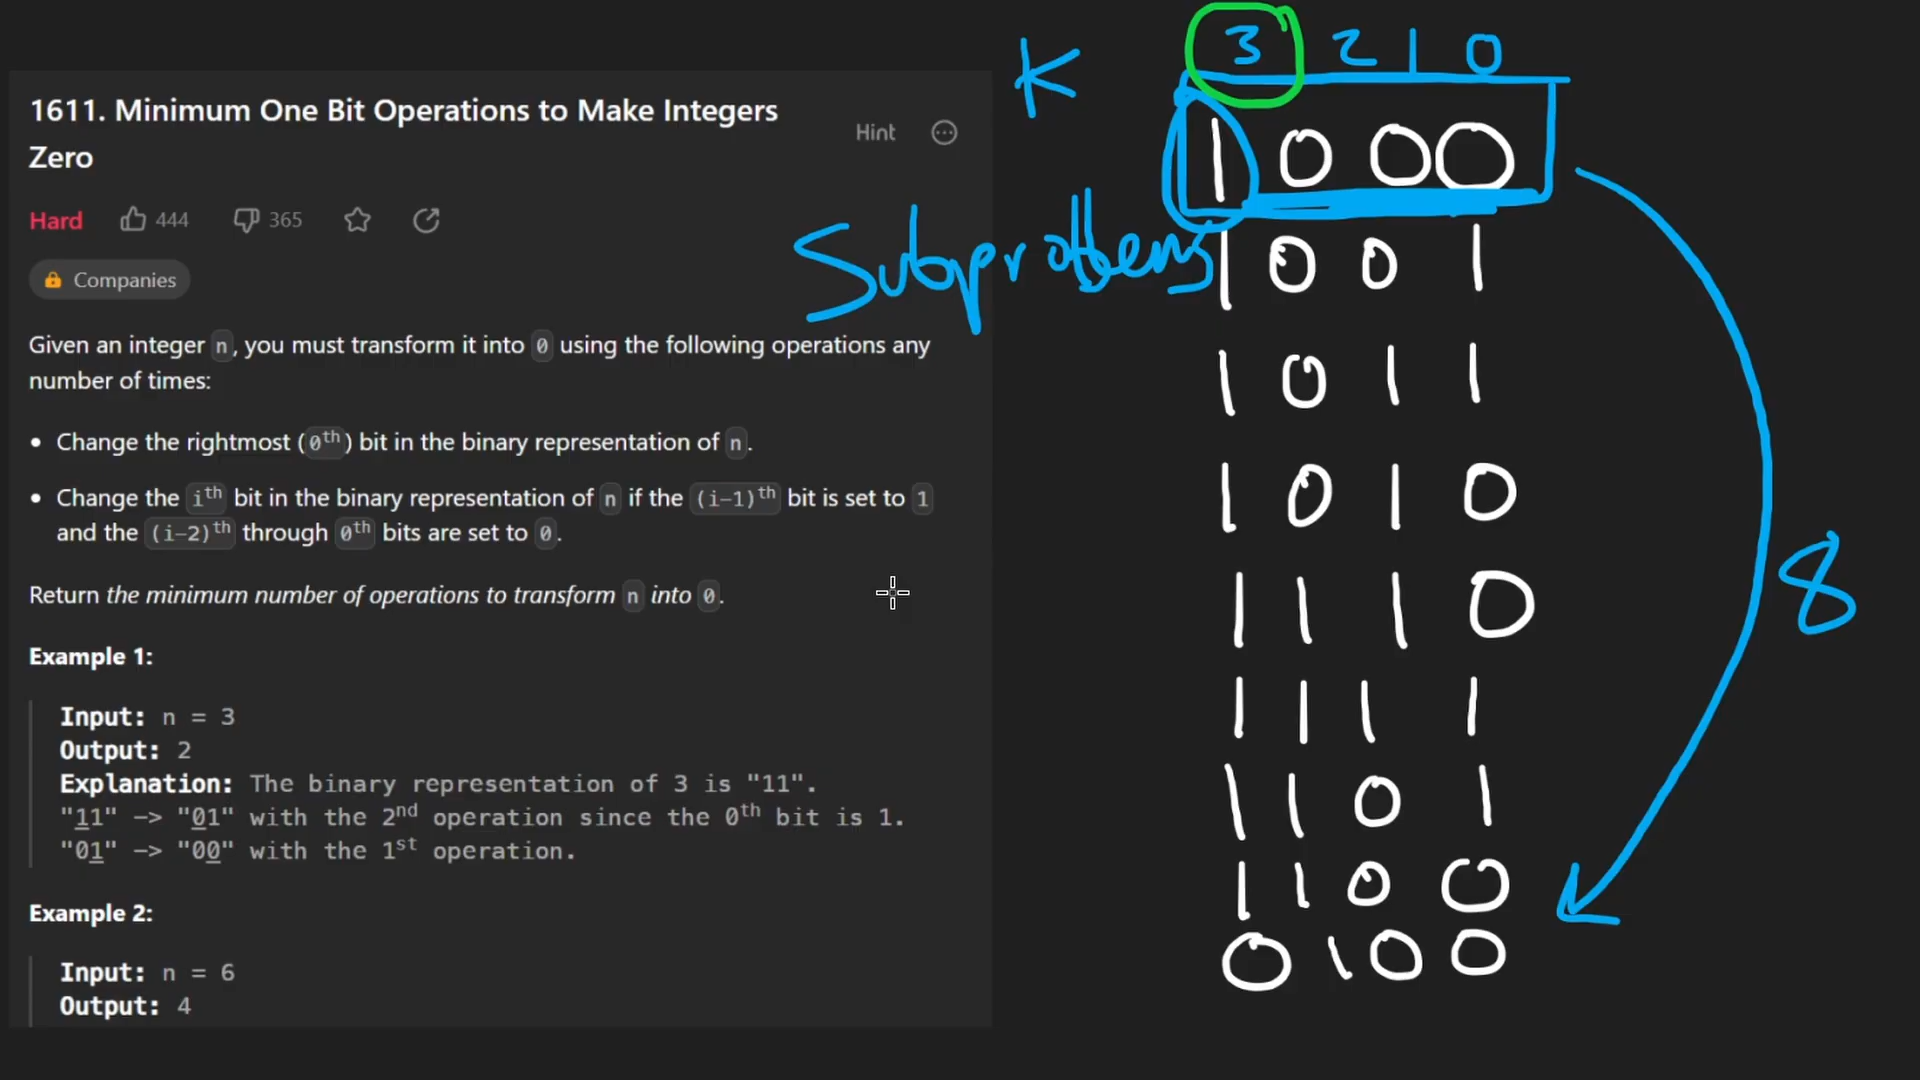 1611. Minimum One Bit Operations to Make Integers
Zero
Hint
Hard 444 365
Companies
Given an integer n, you must transform it into 0 using the following operations any
number of times:
• Change the rightmost (0th) bit in the binary representation of n.
• Change the ith bit in the binary representation of n if the (i-1)th bit is set to 1
and the (i-2)th through 0th bits are set to 0.
Return the minimum number of operations to transform n into 0.
Example 1:
Input: n = 3
Output: 2
Explanation: The binary representation of 3 is "11".
"11" -> "01" with the 2nd operation since the 0th bit is 1.
"01" -> "00" with the 1st operation.
Example 2:
Input: n = 6
Output: 4
K 3 2 1 0
1 0 0 0
Subproblems
1 0 0 1
1 0 1 1
1 0 1 0
1 1 1 0
8
1 1 1 1
1 1 0 1
1 1 0 0
0 1 0 0